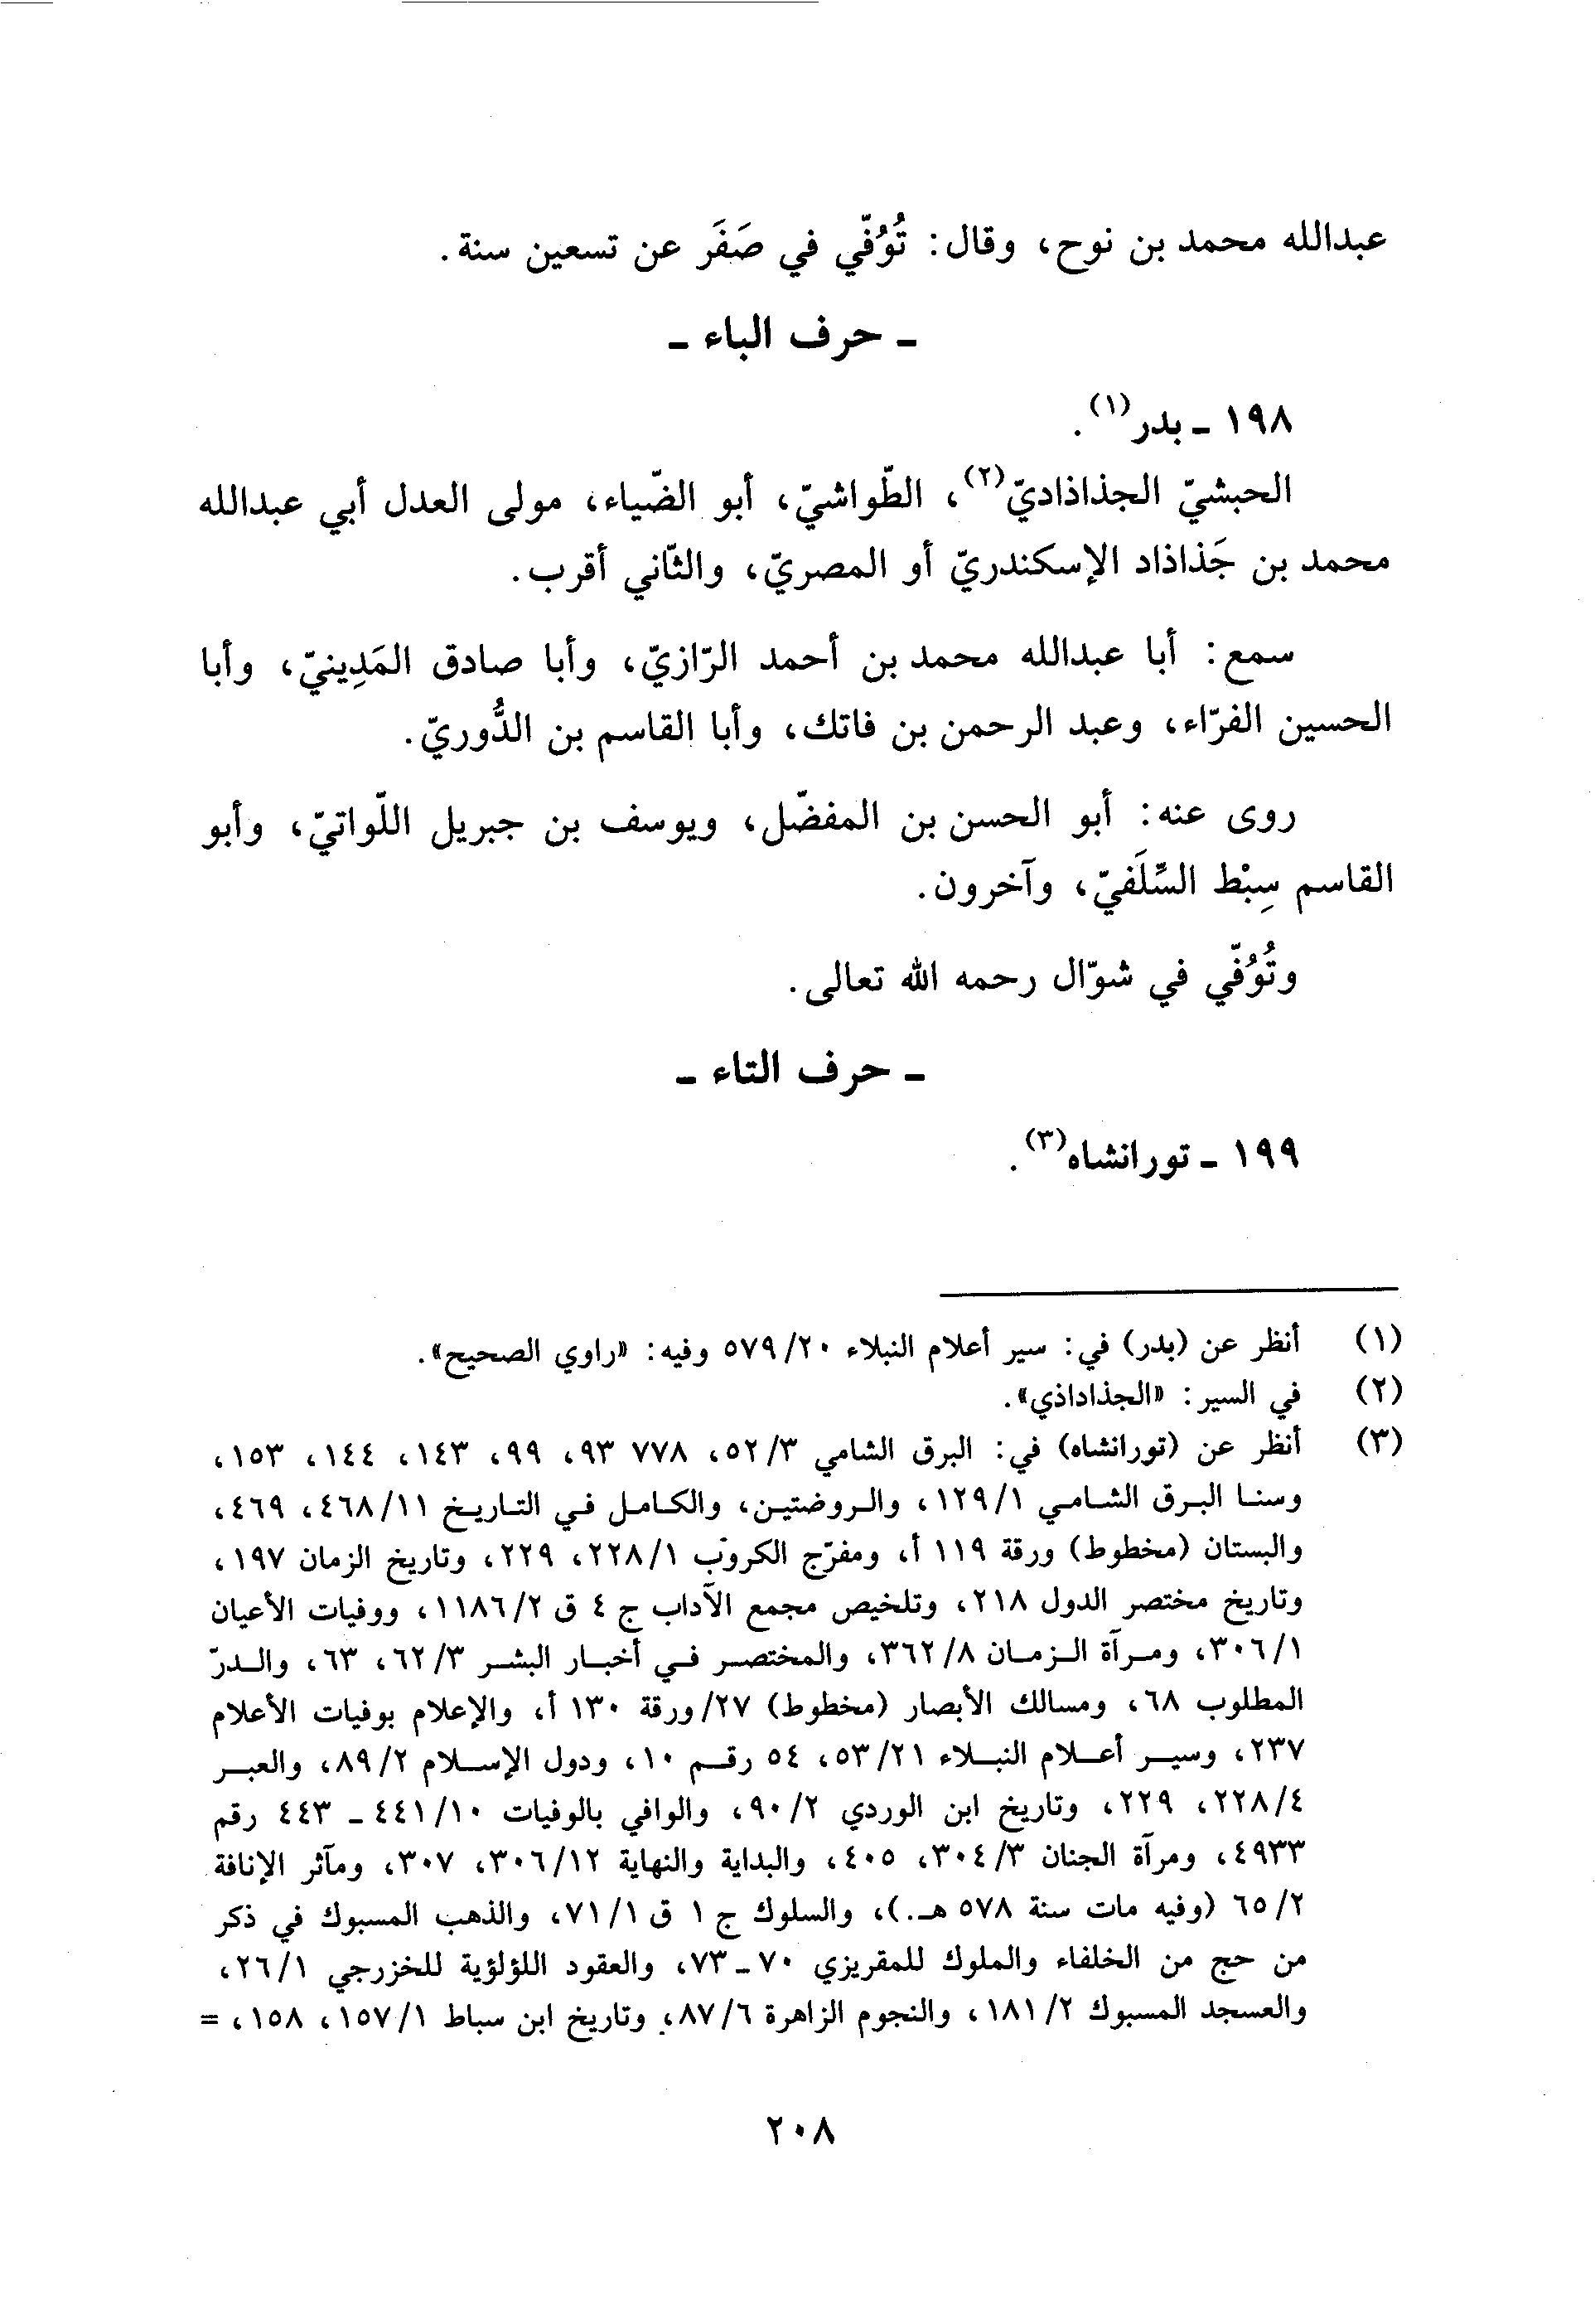 عبدالله محمد بن نوح، وقال: تُوُفّي في صَفَر عن تسعين سنة.
ـ حرف الباء ـ
١٩٨ ـ بدر(١).
الحبشيّ الجذاذاديّ(٢)، الطّواشيّ، أبو الضّياء، مولى العدل أبي عبدالله
محمد بن جَذاذاد الإسكندريّ أو المصريّ، والثّاني أقرب.
سمع: أبا عبدالله محمد بن أحمد الرّازيّ، وأبا صادق المَدِينيّ، وأبا
الحسين الفرّاء، وعبد الرحمن بن فاتك، وأبا القاسم بن الدُّوريّ.
روى عنه: أبو الحسن بن المفضّل، ويوسف بن جبريل اللّواتيّ، وأبو
القاسم سِبْط السِّلَفيّ، وآخرون.
وتُوُفّي في شوّال رحمه الله تعالى.
ـ حرف التاء ـ
١٩٩ ـ تورانشاه(٣).
(١) أنظر عن (بدر) في: سير أعلام النبلاء ٢٠/ ٥٧٩ وفيه: «راوي الصحيح».
(٢) في السير: «الجذاداذي».
(٣) أنظر عن (تورانشاه) في: البرق الشامي ٣/ ٥٢، ٧٧٨ ٩٣، ٩٩، ١٤٣، ١٤٤، ١٥٣،
وسنا البرق الشامي ١/ ١٢٩، والروضتين، والكامل في التاريخ ١١/ ٤٦٨، ٤٦٩،
والبستان (مخطوط) ورقة ١١٩ أ، ومفرّج الكروب ١/ ٢٢٨، ٢٢٩، وتاريخ الزمان ١٩٧،
وتاريخ مختصر الدول ٢١٨، وتلخيص مجمع الآداب ج ٤ ق ٢/ ١١٨٦، ووفيات الأعيان
١/ ٣٠٦، ومرآة الزمان ٨/ ٣٦٢، والمختصر في أخبار البشر ٣/ ٦٢، ٦٣، والدرّ
المطلوب ٦٨، ومسالك الأبصار (مخطوط) ٢٧/ ورقة ١٣٠ أ، والإعلام بوفيات الأعلام
٢٣٧، وسير أعلام النبلاء ٢١/ ٥٣، ٥٤ رقم ١٠، ودول الإسلام ٢/ ٨٩، والعبر
٤/ ٢٢٨، ٢٢٩، وتاريخ ابن الوردي ٢/ ٩٠، والوافي بالوفيات ١٠/ ٤٤١ ـ ٤٤٣ رقم
٤٩٣٣، ومرآة الجنان ٣/ ٣٠٤، ٤٠٥، والبداية والنهاية ١٢/ ٣٠٦، ٣٠٧، ومآثر الإنافة
٢/ ٦٥ (وفيه مات سنة ٥٧٨ هـ.)، والسلوك ج ١ ق ١/ ٧١، والذهب المسبوك في ذكر
من حج من الخلفاء والملوك للمقريزي ٧٠ ـ ٧٣، والعقود اللؤلؤية للخزرجي ١/ ٢٦،
والعسجد المسبوك ٢/ ١٨١، والنجوم الزاهرة ٦/ ٨٧، وتاريخ ابن سباط ١/ ١٥٧، ١٥٨، =
٢٠٨